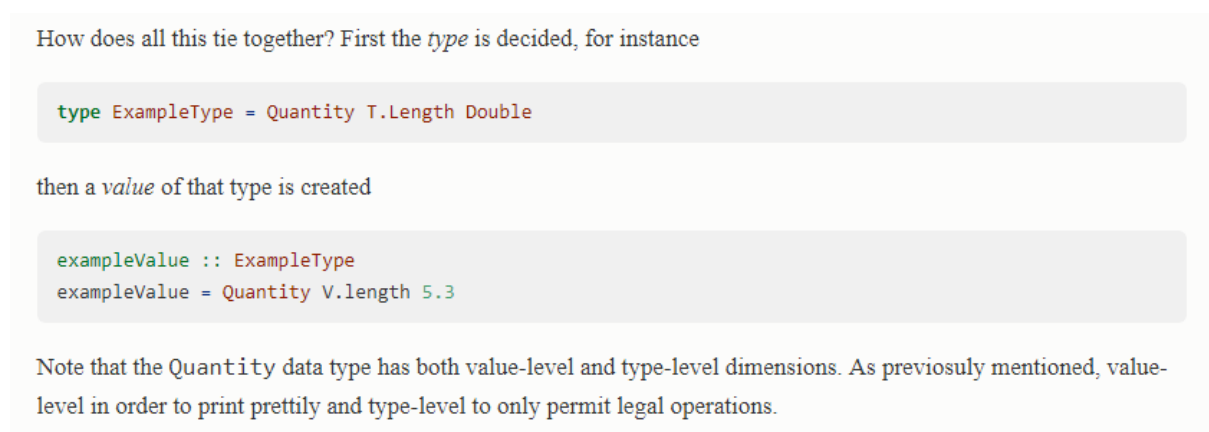 How does all this tie together? First the type is decided, for instance
type ExampleType = Quantity T.Length Double
then a value of that type is created
exampleValue :: ExampleType
exampleValue = Quantity V.length 5.3
Note that the Quantity data type has both value-level and type-level dimensions. As previosuly mentioned, value-
level in order to print prettily and type-level to only permit legal operations.